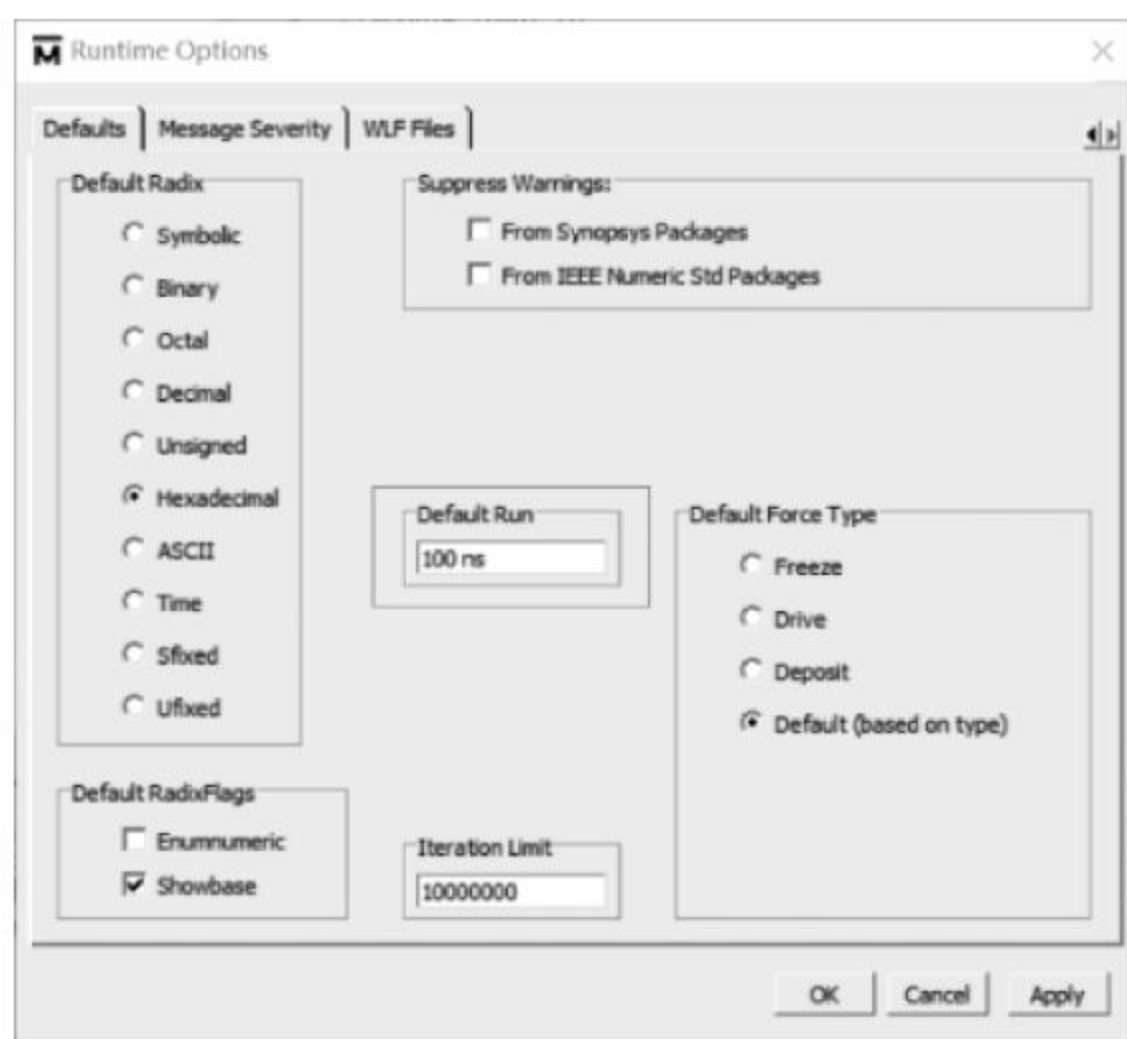 Runtime Options
Defaults
Message Severity
WLF Files
Default Radix
Symbolic
Binary
Octal
Decimal
Unsigned
Hexadecimal
ASCII
Time
Sfixed
Ufixed
Default RadixFlags
Enumnumeric
Showbase
Suppress Warnings:
From Synopsys Packages
From IEEE Numeric Std Packages
Default Run
100 ns
Iteration Limit
10000000
Default Force Type
Freeze
Drive
Deposit
Default (based on type)
OK
Cancel
Apply